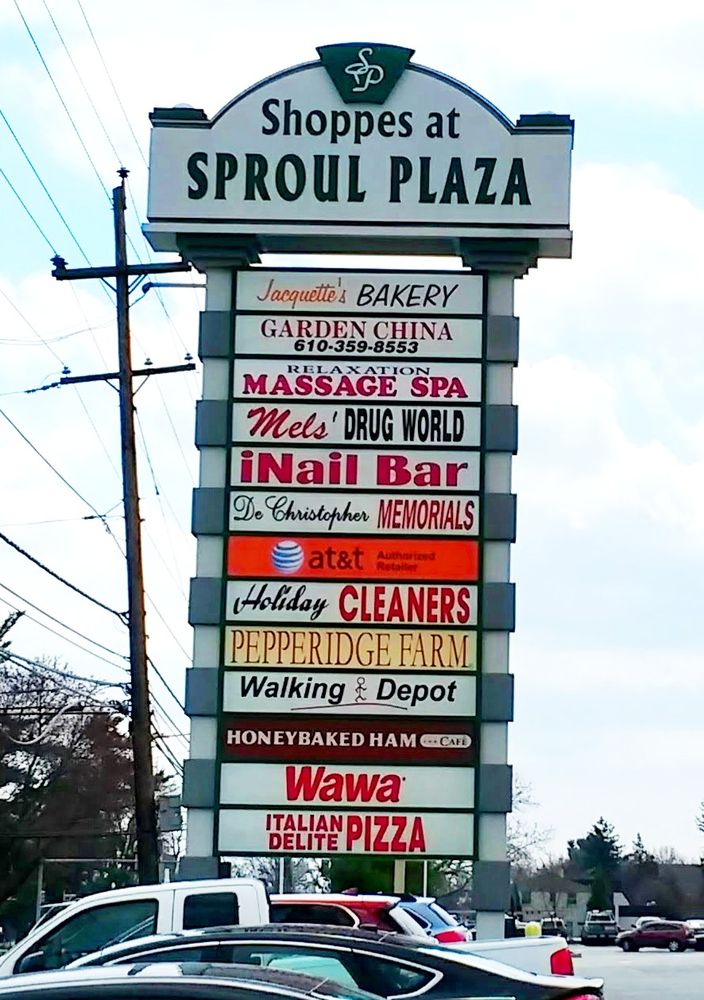 SP
Shoppes at
SPROUL PLAZA
Jacquette's BAKERY
GARDEN CHINA
610-359-8553
RELAXATION
MASSAGE SPA
Mels' DRUG WORLD
iNail Bar
De Christopher MEMORIALS
at&t Authorized
Retailer
Holiday CLEANERS
PEPPERIDGE FARM
Walking Depot
HONEYBAKED HAM CAFÉ
Wawa
ITALIAN
DELITE PIZZA